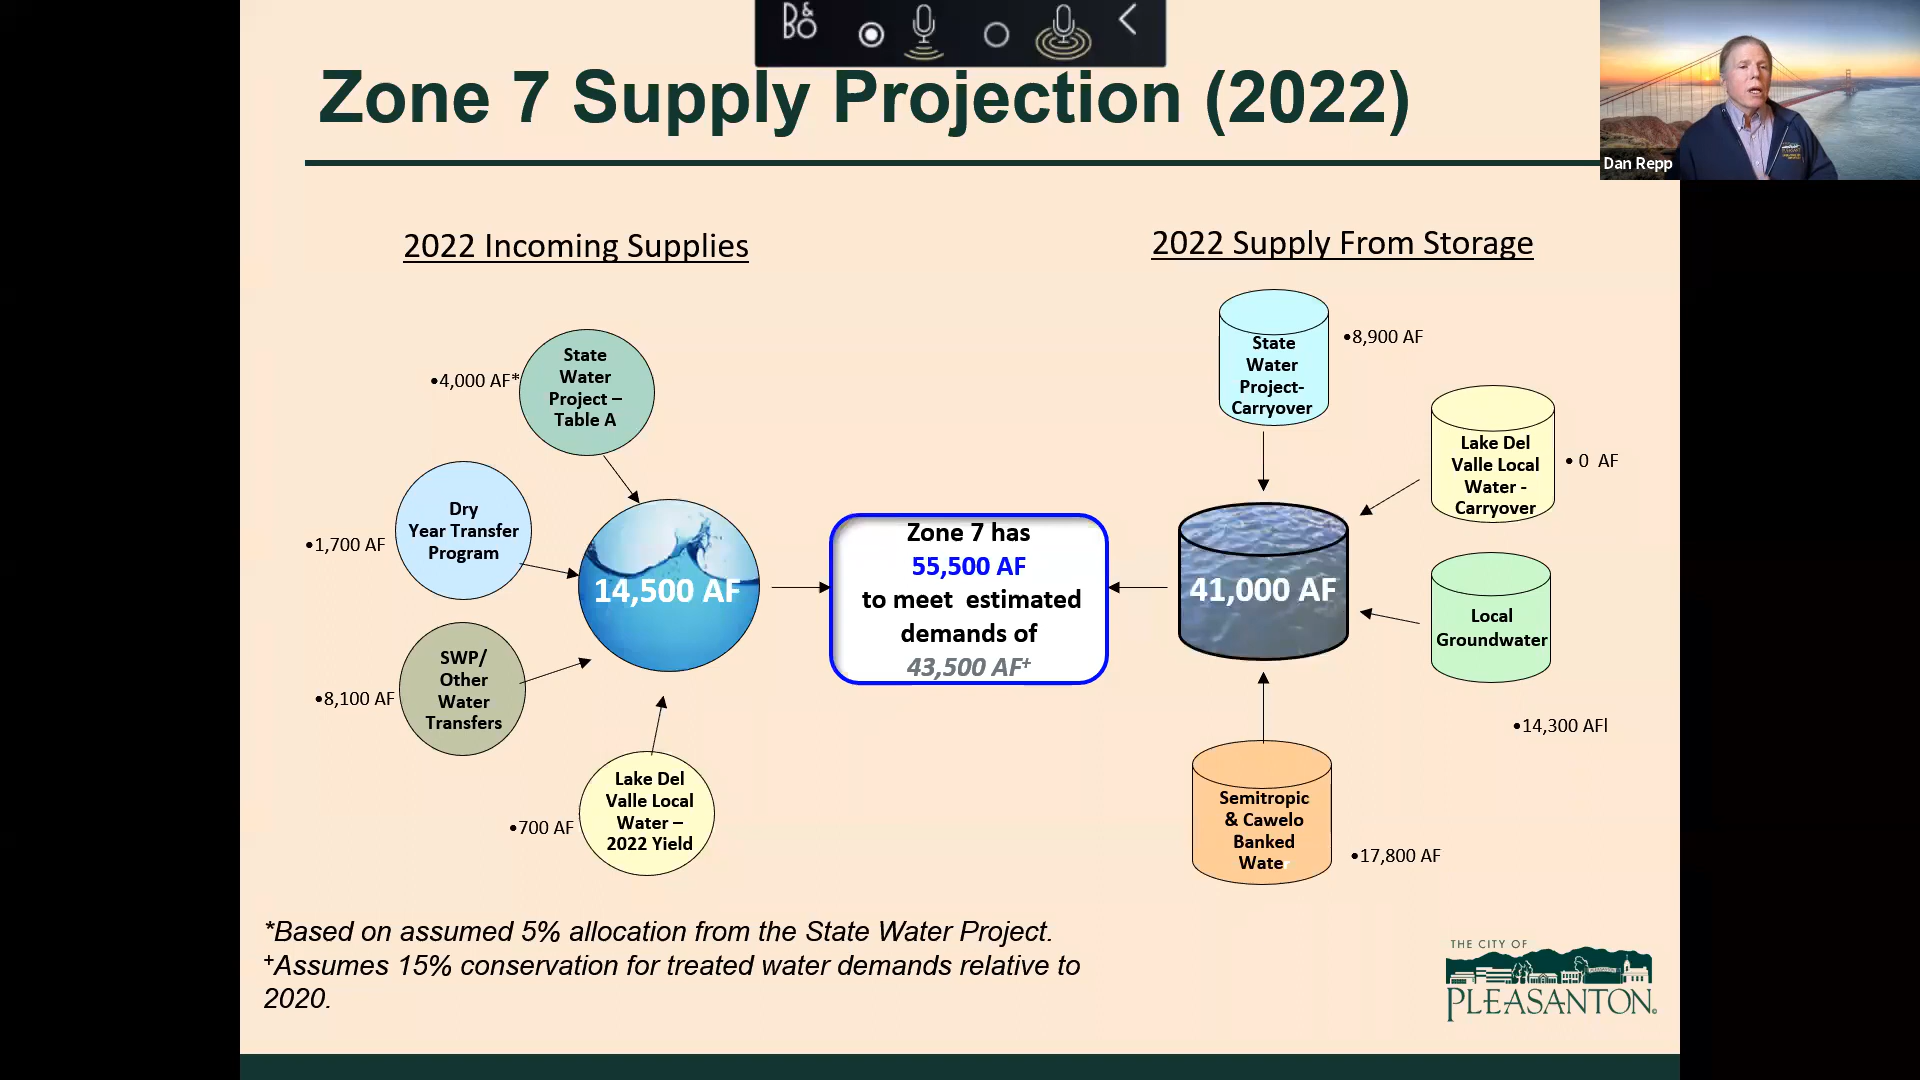 B&O
Zone 7 Supply Projection (2022)
Dan Repp
2022 Incoming Supplies
2022 Supply From Storage
State
Water
Project –
Table A
•4,000 AF*
Dry
Year Transfer
Program
•1,700 AF
SWP/
Other
Water
Transfers
•8,100 AF
Lake Del
Valle Local
Water –
2022 Yield
•700 AF
14,500 AF
Zone 7 has
55,500 AF
to meet estimated
demands of
43,500 AF+
41,000 AF
State
Water
Project-
Carryover
•8,900 AF
Lake Del
Valle Local
Water -
Carryover
• 0 AF
Local
Groundwater
•14,300 AFl
Semitropic
& Cawelo
Banked
Wate
•17,800 AF
*Based on assumed 5% allocation from the State Water Project.
+Assumes 15% conservation for treated water demands relative to
2020.
THE CITY OF
PLEASANTON